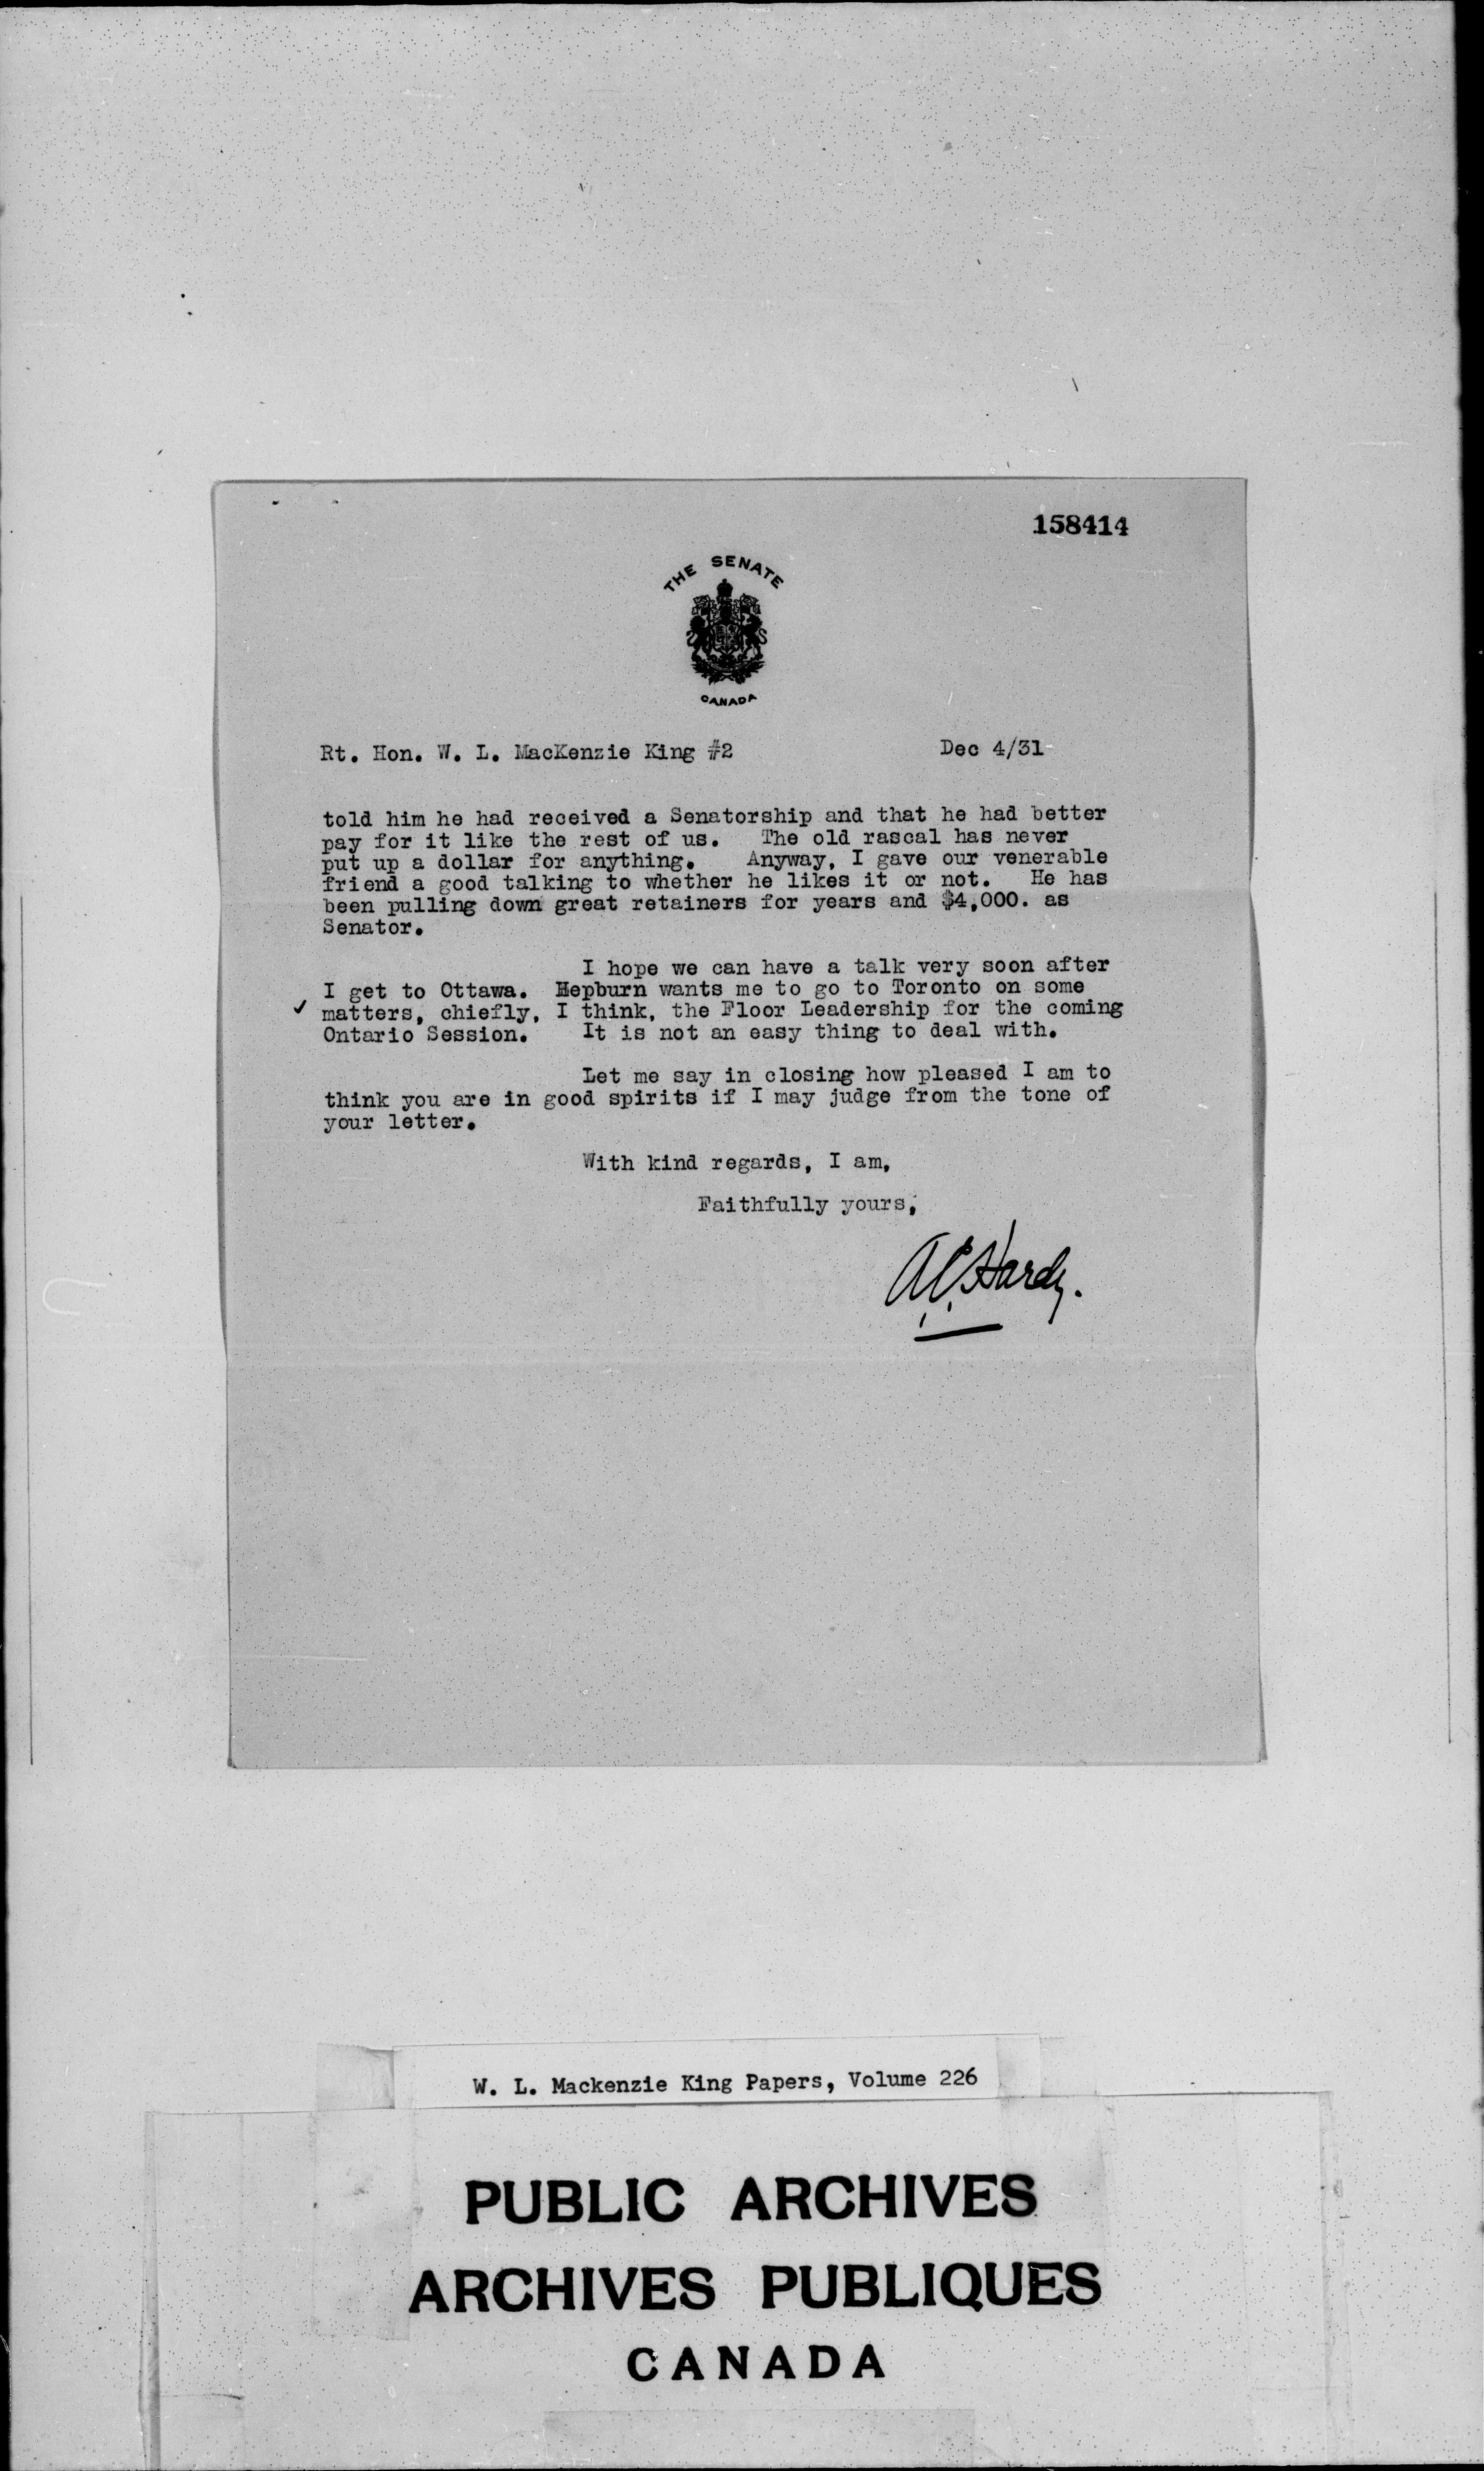 158414
THE SENATE
CANADA
Rt. Hon. W. L. MacKenzie King #2 Dec 4/31
told him he had received a Senatorship and that he had better
pay for it like the rest of us. The old rascal has never
put up a dollar for anything. Anyway, I gave our venerable
friend a good talking to whether he likes it or not. He has
been pulling down great retainers for years and $4,000. as
Senator.
I hope we can have a talk very soon after
I get to Ottawa. Hepburn wants me to go to Toronto on some
✓ matters, chiefly, I think, the Floor Leadership for the coming
Ontario Session. It is not an easy thing to deal with.
Let me say in closing how pleased I am to
think you are in good spirits if I may judge from the tone of
your letter.
With kind regards, I am,
Faithfully yours,
A.C. Hardy.
W. L. Mackenzie King Papers, Volume 226
PUBLIC ARCHIVES
ARCHIVES PUBLIQUES
CANADA